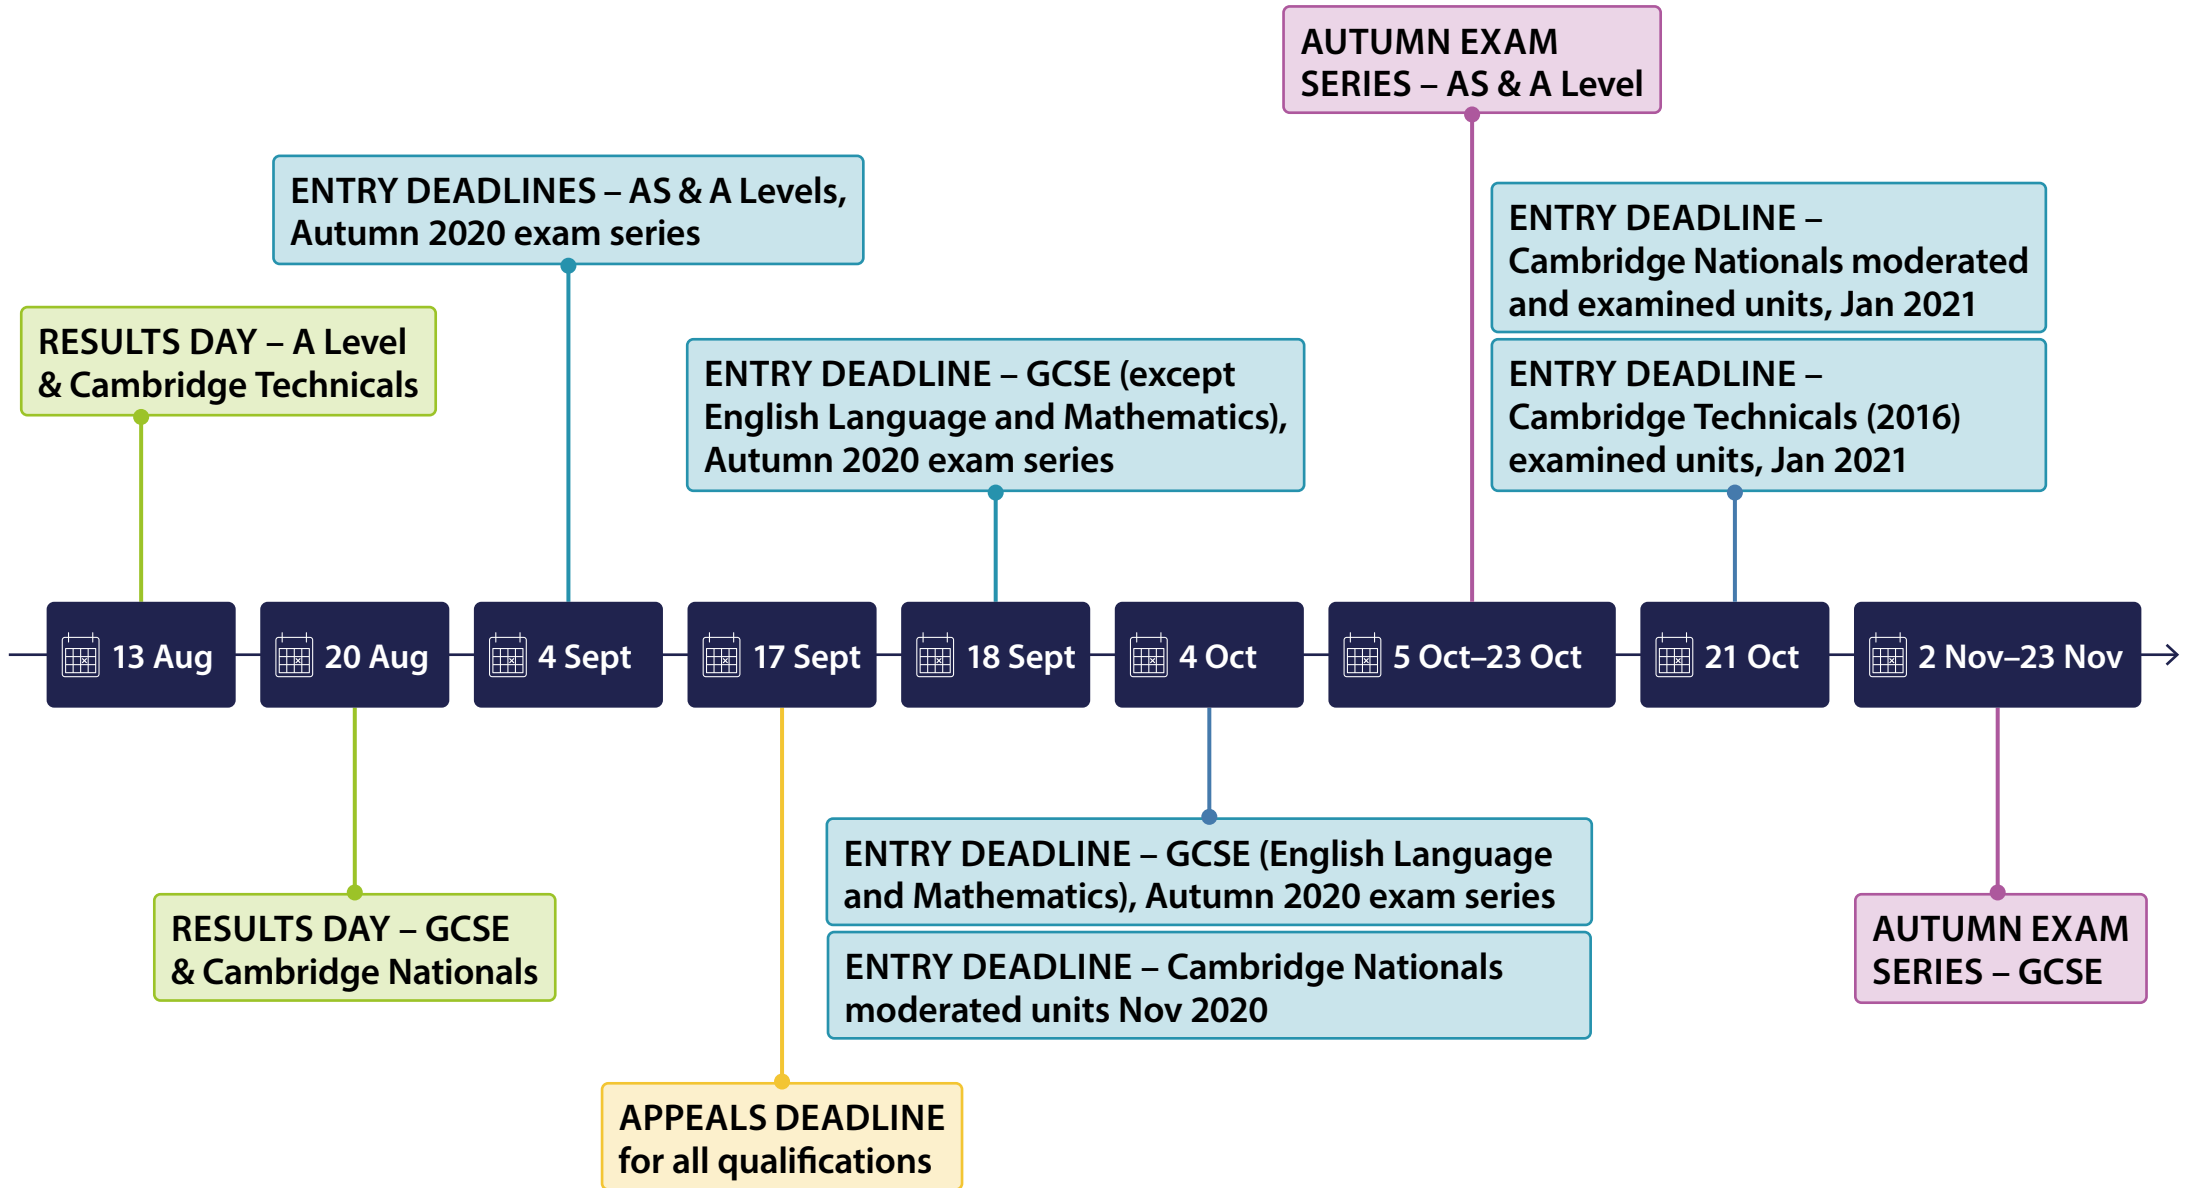 AUTUMN EXAM
SERIES – AS & A Level
ENTRY DEADLINES – AS & A Levels,
Autumn 2020 exam series
ENTRY DEADLINE –
Cambridge Nationals moderated
and examined units, Jan 2021
RESULTS DAY – A Level
& Cambridge Technicals
ENTRY DEADLINE – GCSE (except
English Language and Mathematics),
Autumn 2020 exam series
ENTRY DEADLINE –
Cambridge Technicals (2016)
examined units, Jan 2021
13 Aug
20 Aug
4 Sept
17 Sept
18 Sept
4 Oct
5 Oct–23 Oct
21 Oct
2 Nov–23 Nov
ENTRY DEADLINE – GCSE (English Language
and Mathematics), Autumn 2020 exam series
RESULTS DAY – GCSE
& Cambridge Nationals
ENTRY DEADLINE – Cambridge Nationals
moderated units Nov 2020
AUTUMN EXAM
SERIES – GCSE
APPEALS DEADLINE
for all qualifications